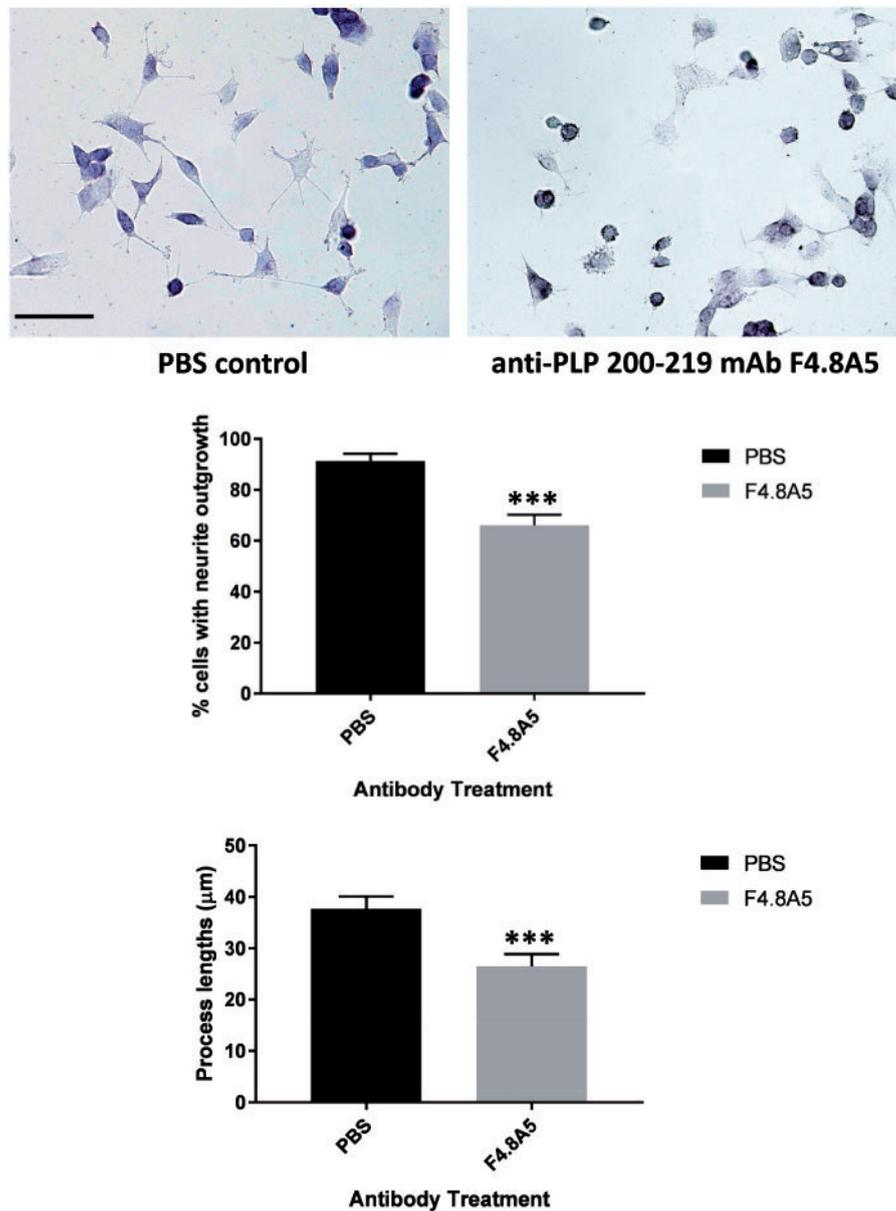 PBS control
anti-PLP 200-219 mAb F4.8A5
% cells with neurite outgrowth
100
80
60
40
20
0
***
PBS
F4.8A5
PBS
F4.8A5
Antibody Treatment
Process lengths (μm)
50
40
30
20
10
0
***
PBS
F4.8A5
PBS
F4.8A5
Antibody Treatment